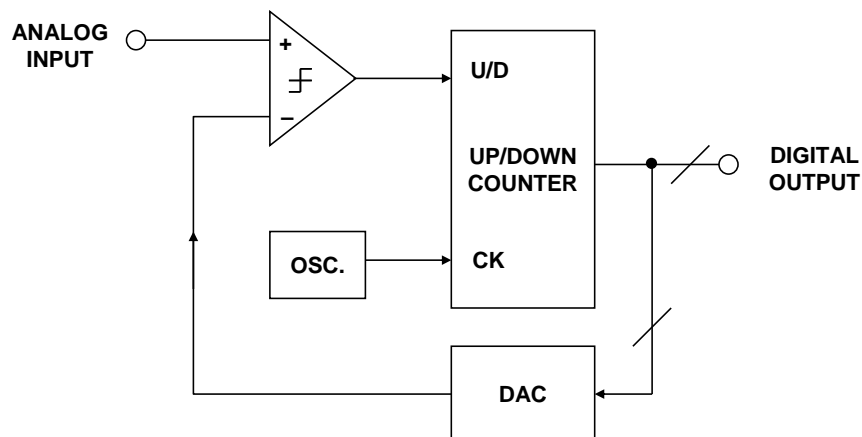 ANALOG
INPUT
+
−
U/D
UP/DOWN
COUNTER
DIGITAL
OUTPUT
OSC.
CK
DAC